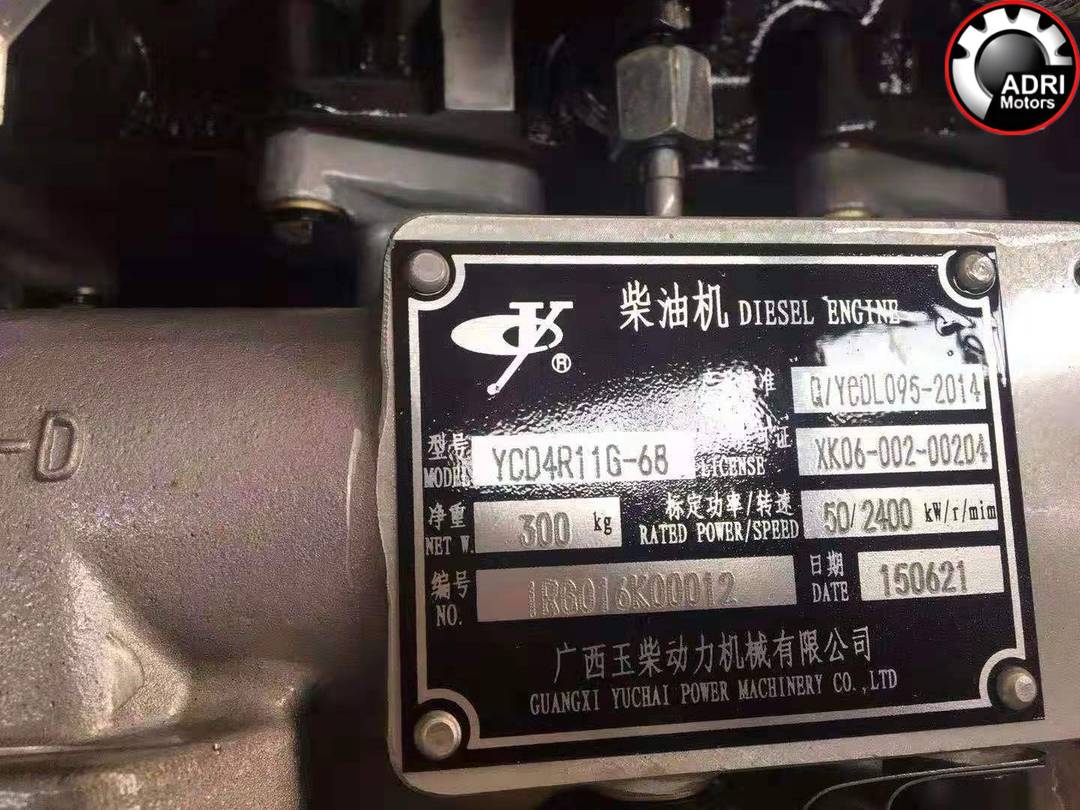 ADRI
Motors
-D
柴油机 DIESEL ENGINE
®
准 Q/YCDL095-2014
型号
MODEL YCD4R11G-68
证
LICENSE XK06-002-00204
净重
NET W. 300 kg
标定功率/转速
RATED POWER/SPEED 50/2400 kW/r/mim
编号
NO. 1RG016K00012
日期
DATE 150621
广西玉柴动力机械有限公司
GUANGXI YUCHAI POWER MACHINERY CO.,LTD